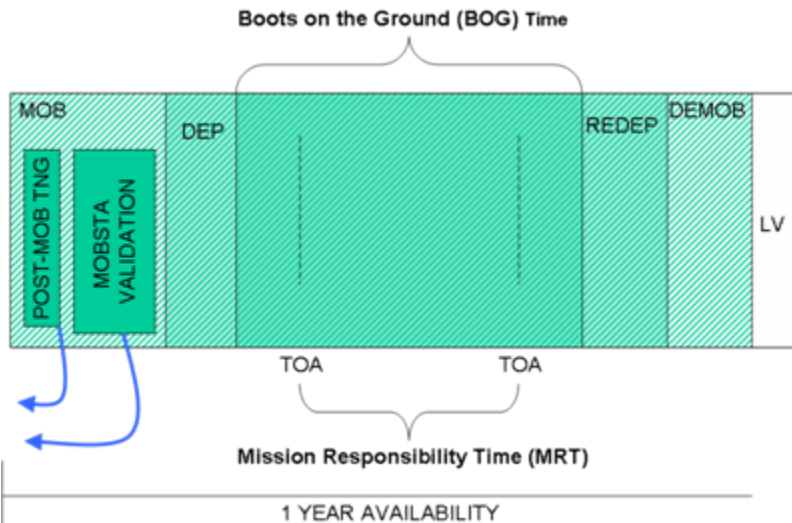 Boots on the Ground (BOG) Time
MOB
DEP
REDEP
DEMOB
POST-MOB TNG
MOBSTA
VALIDATION
LV
TOA
TOA
Mission Responsibility Time (MRT)
1 YEAR AVAILABILITY